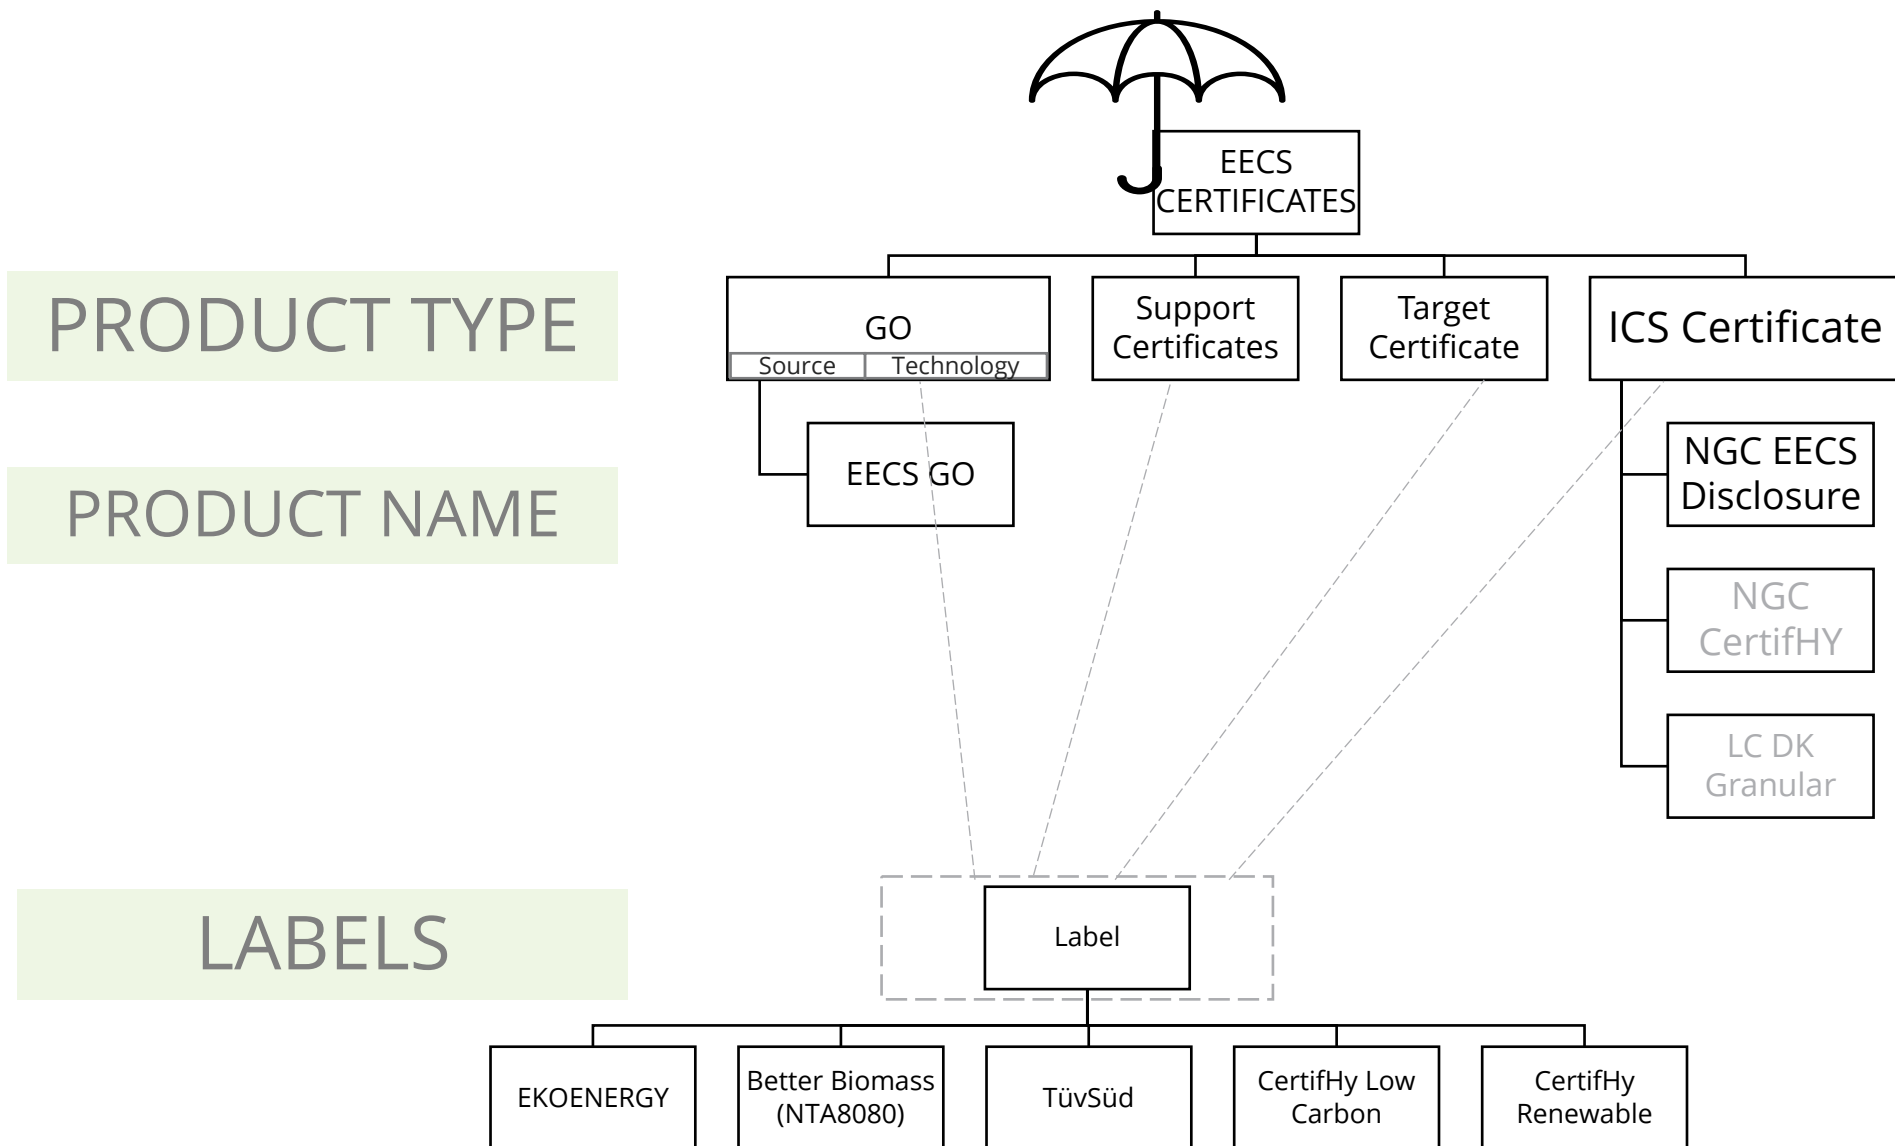 EECS
CERTIFICATES
PRODUCT TYPE
GO
Source
Technology
Support
Certificates
Target
Certificate
ICS Certificate
PRODUCT NAME
EECS GO
NGC EECS
Disclosure
NGC
CertifHY
LC DK
Granular
LABELS
Label
EKOENERGY
Better Biomass
(NTA8080)
TüvSüd
CertifHy Low
Carbon
CertifHy
Renewable